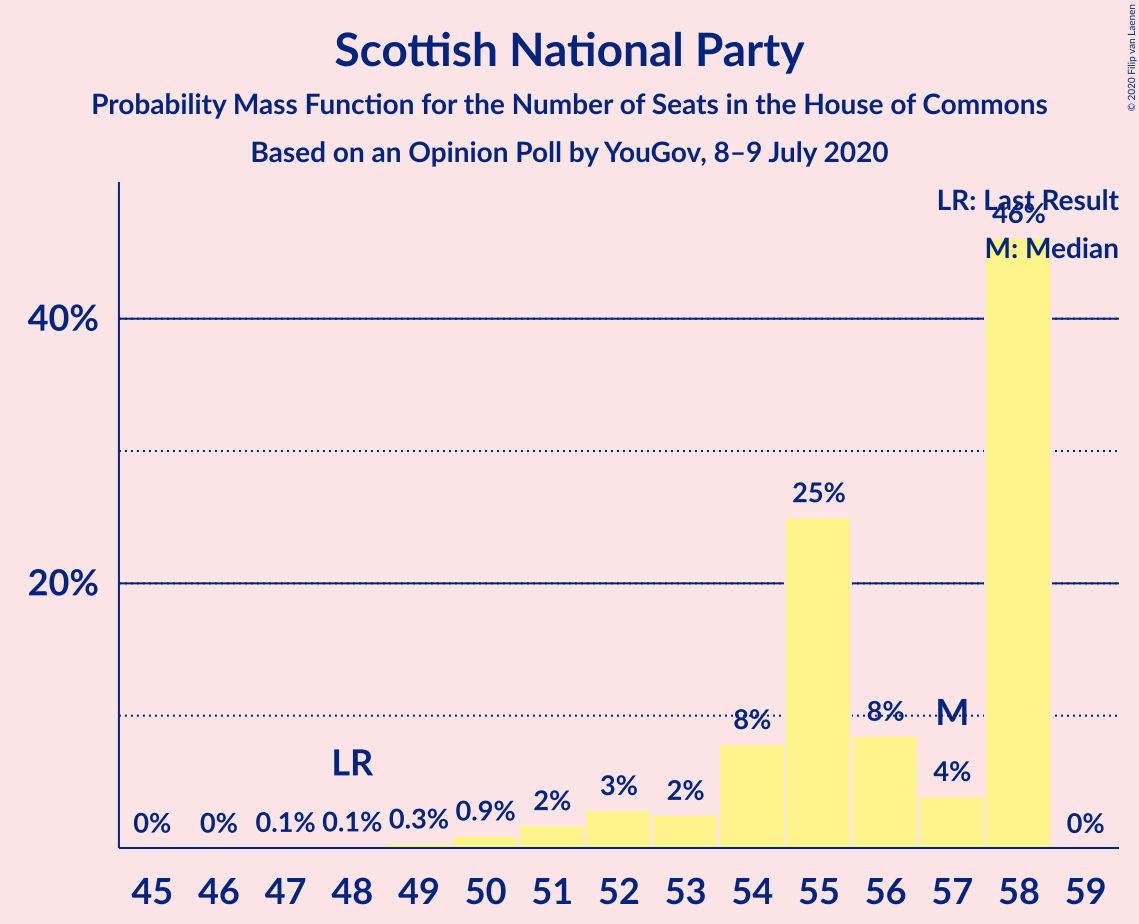 Scottish National Party
Probability Mass Function for the Number of Seats in the House of Commons
Based on an Opinion Poll by YouGov, 8–9 July 2020
© 2020 Filip van Laenen
LR: Last Result
M: Median
46%
40%
25%
20%
M
8%
8%
LR
4%
3%
2%
2%
0.9%
0% 0% 0.1% 0.1% 0.3%
0%
45 46 47 48 49 50 51 52 53 54 55 56 57 58 59